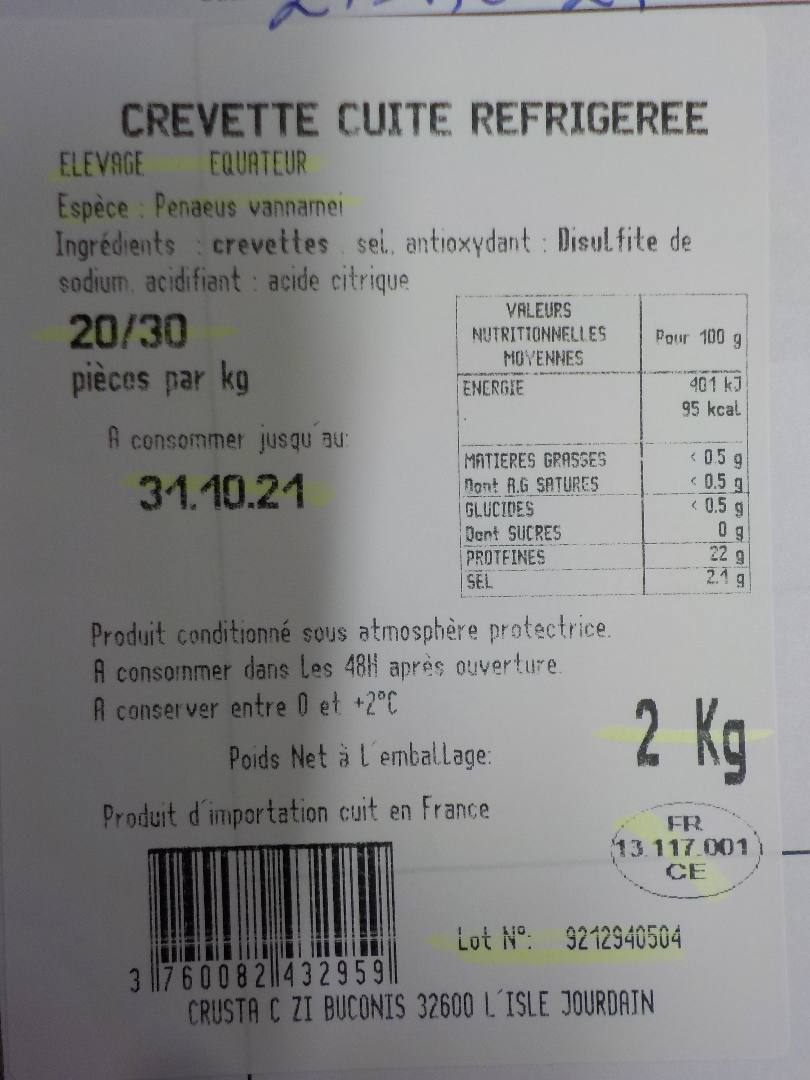 CREVETTE CUITE REFRIGEREE
ELEVAGE EQUATEUR
Espèce : Penaeus vannamei
Ingrédients : crevettes . sel, antioxydant : Disulfite de
sodium, acidifiant : acide citrique
20/30
pièces par kg
A consommer jusqu'au:
31.10.21
VALEURS NUTRITIONNELLES MOYENNES Pour 100 g
ENERGIE 401 kJ
95 kcal
MATIERES GRASSES < 0.5 g
Dont A.G SATURES < 0.5 g
GLUCIDES < 0.5 g
Dont SUCRES 0 g
PROTEINES 22 g
SEL 2.1 g
Produit conditionné sous atmosphère protectrice.
A consommer dans les 48H après ouverture.
A conserver entre 0 et +2°C
Poids Net à l'emballage:
2 Kg
Produit d'importation cuit en France
FR
13.117.001
CE
Lot N°: 9212940504
3 760082 432959
CRUSTA C ZI BUCONIS 32600 L'ISLE JOURDAIN